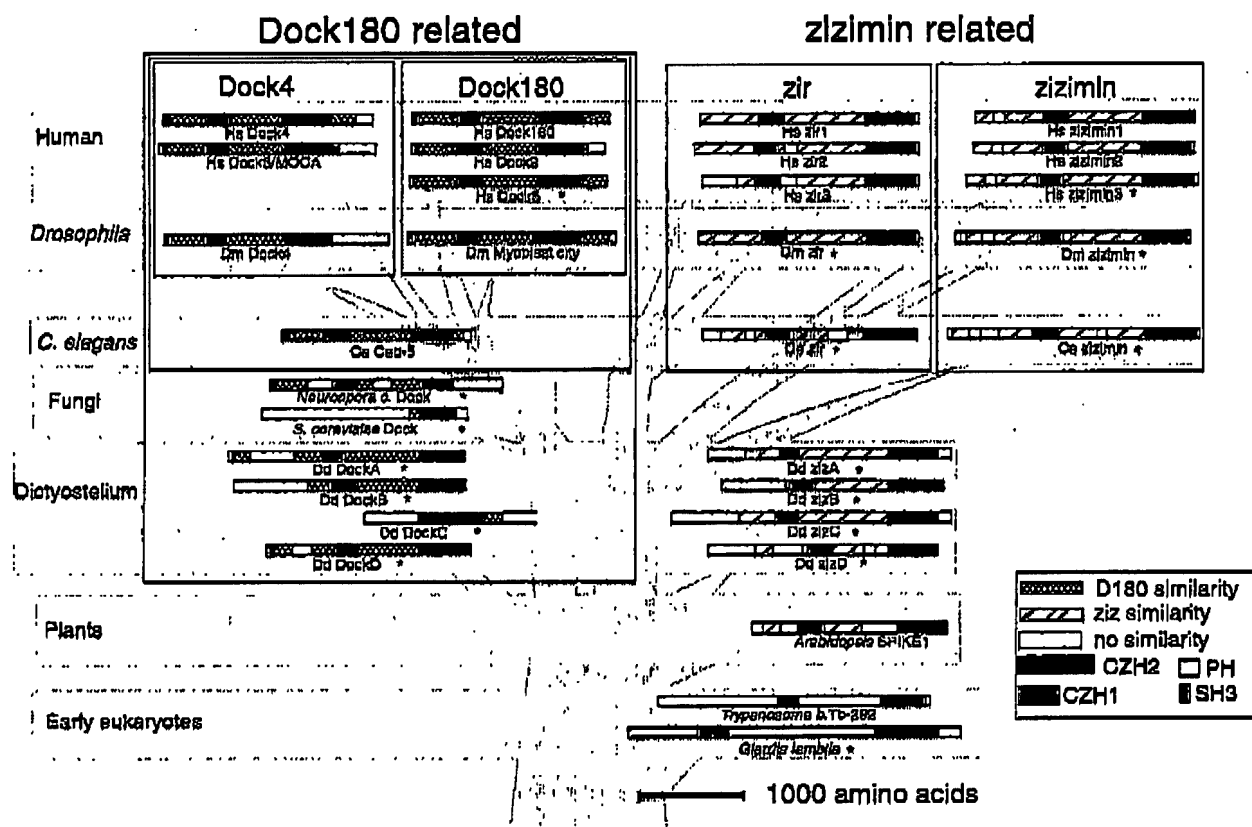 Dock180 related
zizimin related
Dock4
Dock180
zir
zizimin
Human
Hs Dock4
Hs Dock180
Hs zir1
Hs zizimin1
Hs Dock3/MOCA
Hs Dock2
Hs zir2
Hs zizimin2
Hs Dock5 *
Hs zir3
Hs zizimin3 *
Drosophila
Dm Dock4
Dm Myoblast city
Dm zir *
Dm zizimin *
C. elegans
Ce Ced-5
Ce zir *
Ce zizimin *
Fungi
Neurospora c. Dock *
S. cerevisiae Dock *
Dictyostelium
Dd DockA *
Dd zizA *
Dd DockB *
Dd zizB *
Dd DockC *
Dd zizC *
Dd DockD *
Dd zizD *
D180 similarity
ziz similarity
no similarity
CZH2
PH
CZH1
SH3
Plants
Arabidopsis SPIKE1
Early eukaryotes
Trypanosoma b.
Giardia lamblia *
1000 amino acids